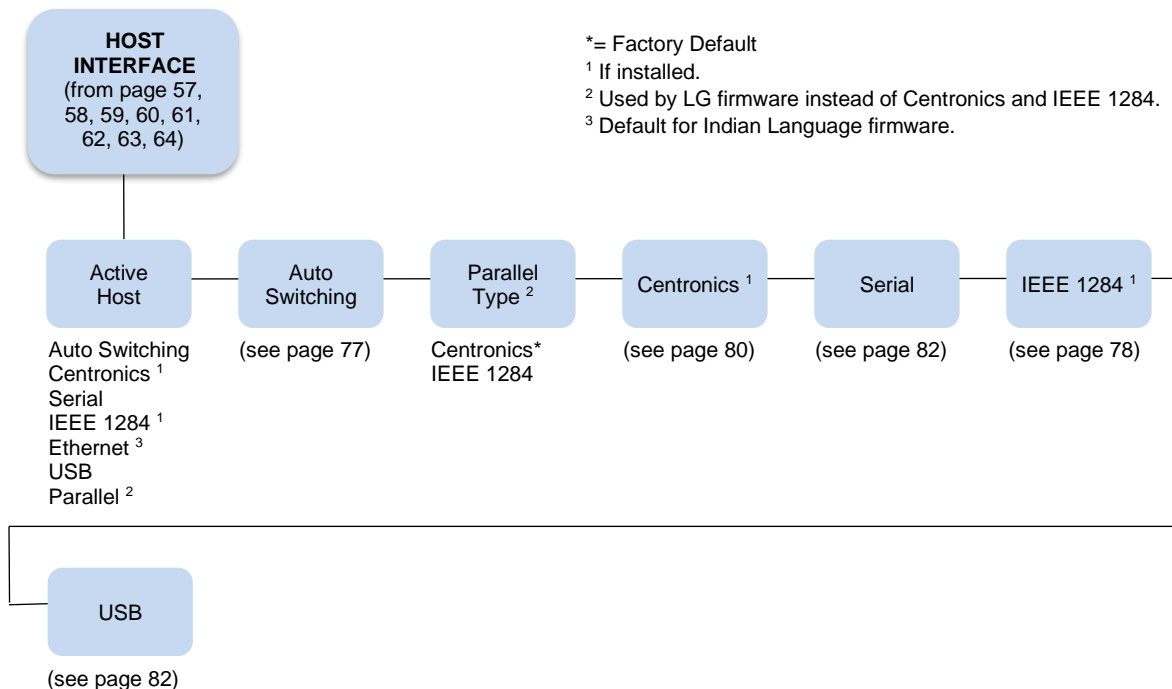 HOST
INTERFACE
(from page 57,
58, 59, 60, 61,
62, 63, 64)
*= Factory Default
¹ If installed.
² Used by LG firmware instead of Centronics and IEEE 1284.
³ Default for Indian Language firmware.
Active
Host
Auto Switching
Centronics ¹
Serial
IEEE 1284 ¹
Ethernet ³
USB
Parallel ²
Auto
Switching
(see page 77)
Parallel
Type ²
Centronics*
IEEE 1284
Centronics ¹
(see page 80)
Serial
(see page 82)
IEEE 1284 ¹
(see page 78)
USB
(see page 82)